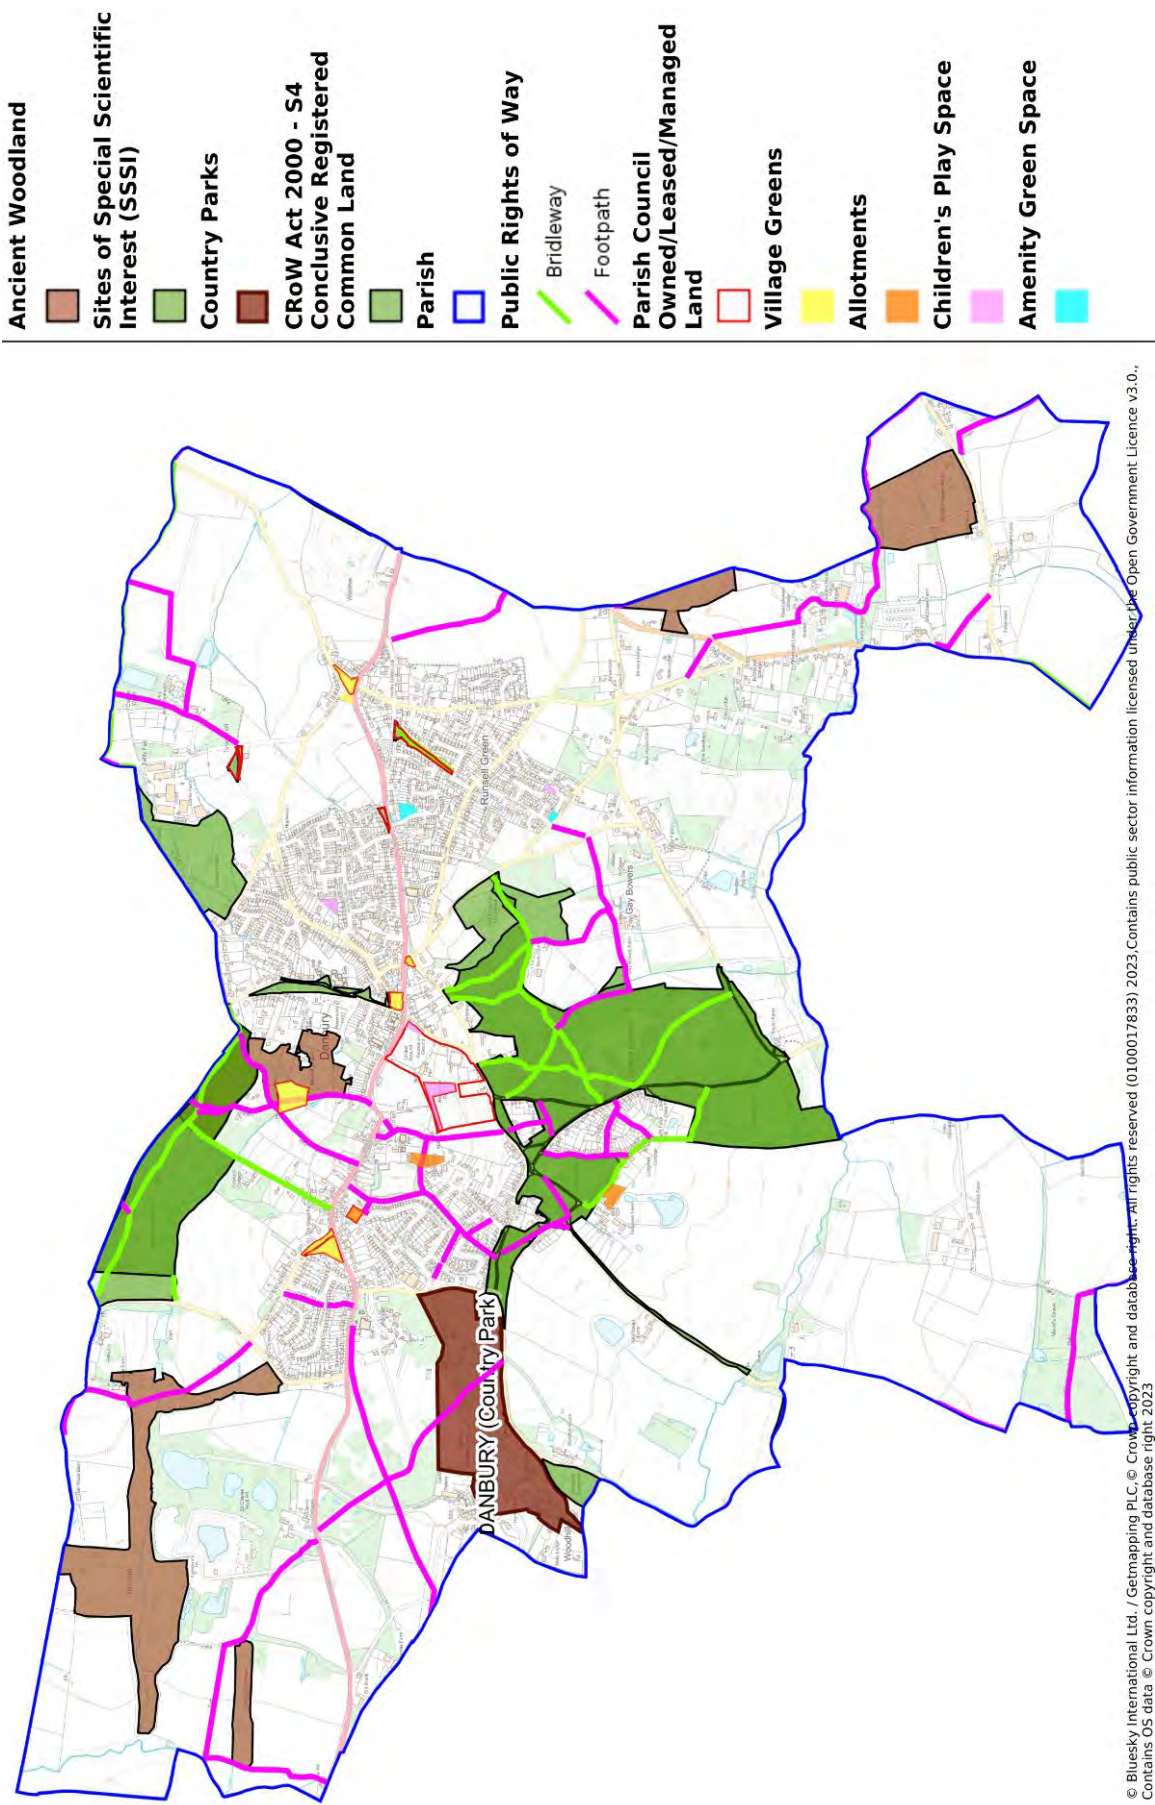 Ancient Woodland
Sites of Special Scientific
Interest (SSSI)
Country Parks
CRoW Act 2000 - S4
Conclusive Registered
Common Land
Parish
Public Rights of Way
Bridleway
Footpath
Parish Council
Owned/Leased/Managed
Land
Village Greens
Allotments
Children's Play Space
Amenity Green Space
Danbury
Runsell Green
Gay Bowers
DANBURY (Country Park)
© Bluesky International Ltd. / Getmapping PLC, © Crown copyright and database right. All rights reserved (0100017833) 2023,Contains public sector information licensed under the Open Government Licence v3.0.,
Contains OS data © Crown copyright and database right 2023